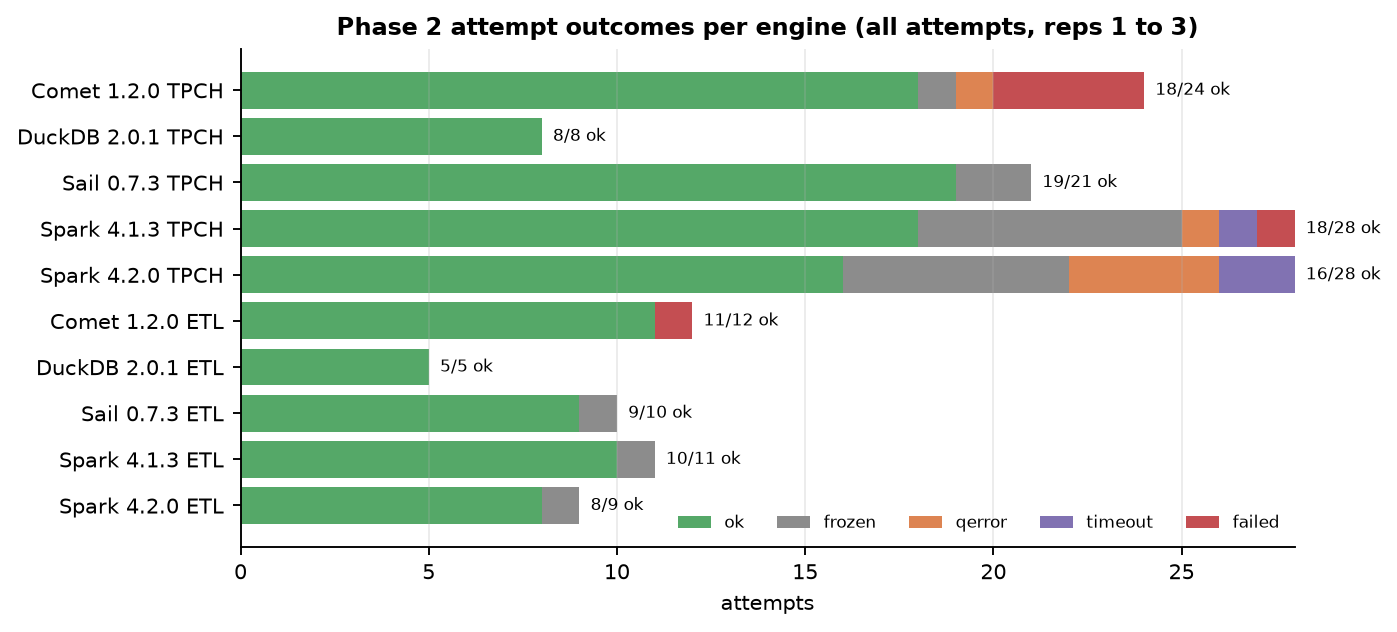 Phase 2 attempt outcomes per engine (all attempts, reps 1 to 3)
Comet 1.2.0 TPCH 18/24 ok
DuckDB 2.0.1 TPCH 8/8 ok
Sail 0.7.3 TPCH 19/21 ok
Spark 4.1.3 TPCH 18/28 ok
Spark 4.2.0 TPCH 16/28 ok
Comet 1.2.0 ETL 11/12 ok
DuckDB 2.0.1 ETL 5/5 ok
Sail 0.7.3 ETL 9/10 ok
Spark 4.1.3 ETL 10/11 ok
Spark 4.2.0 ETL 8/9 ok
ok frozen qerror timeout failed
0 5 10 15 20 25
attempts